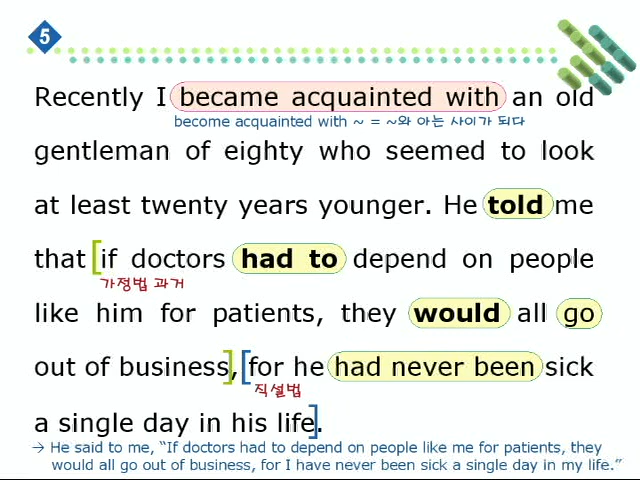 5
Recently I became acquainted with an old
become acquainted with ~ = ~와 아는 사이가 되다
gentleman of eighty who seemed to look
at least twenty years younger. He told me
that [if doctors had to depend on people
가정법 과거
like him for patients, they would all go
out of business], [for he had never been sick
직설법
a single day in his life].
→ He said to me, “If doctors had to depend on people like me for patients, they
would all go out of business, for I have never been sick a single day in my life.”